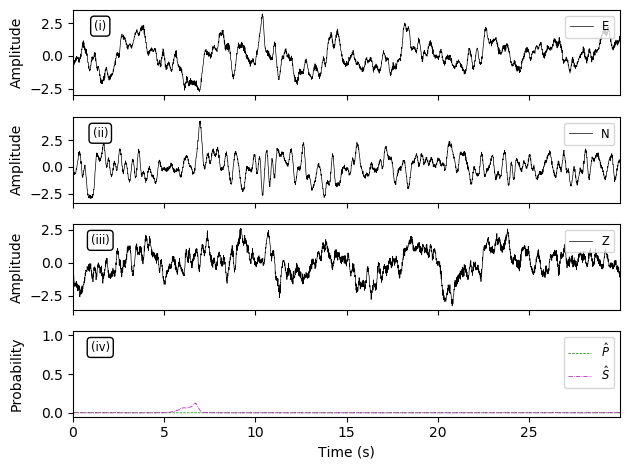 2.5
0.0
−2.5
Amplitude
(i)
E
2.5
0.0
−2.5
Amplitude
(ii)
N
2.5
0.0
−2.5
Amplitude
(iii)
Z
1.0
0.5
0.0
Probability
(iv)
P̂
Ŝ
0 5 10 15 20 25
Time (s)